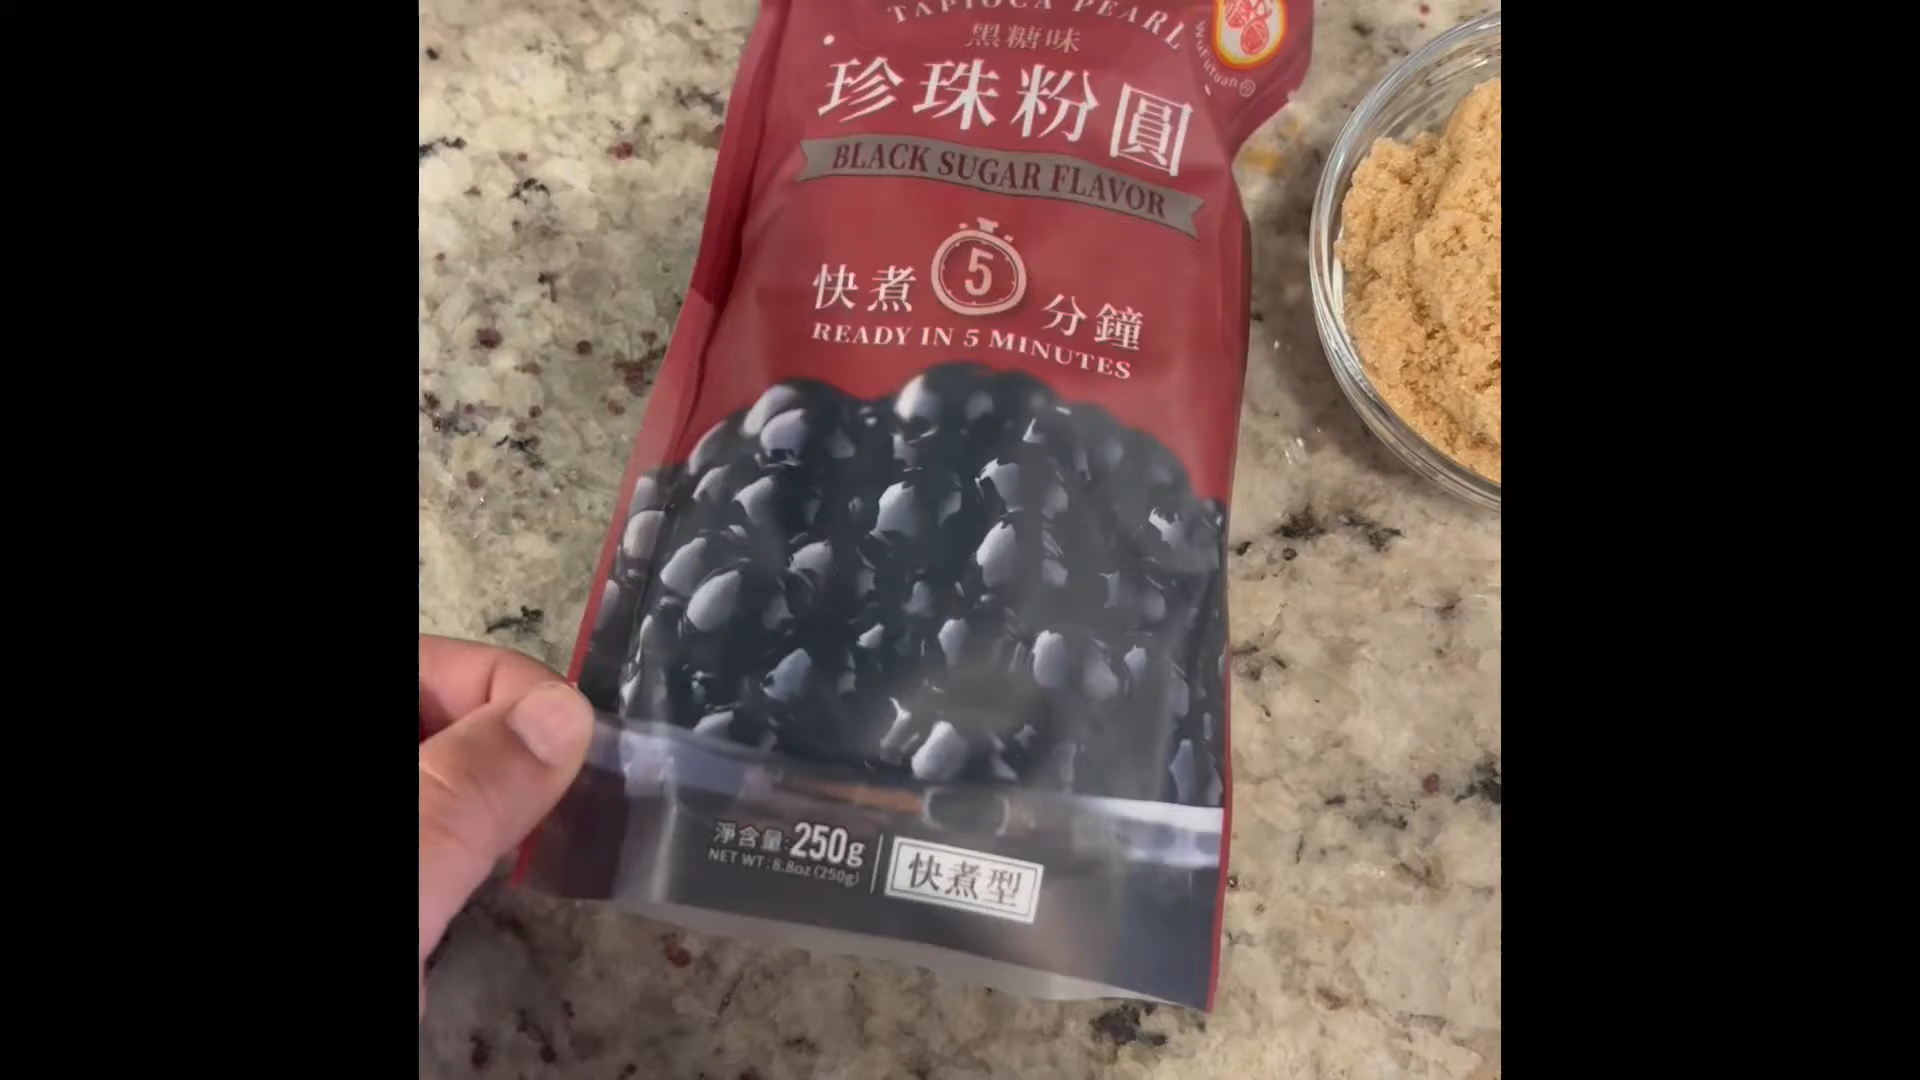 TAPIOCA PEARL
黑糖味
WuFuYuan®
珍珠粉圓
BLACK SUGAR FLAVOR
快煮 5 分鐘
READY IN 5 MINUTES
淨含量:250g
NET WT:8.8oz(250g)
快煮型